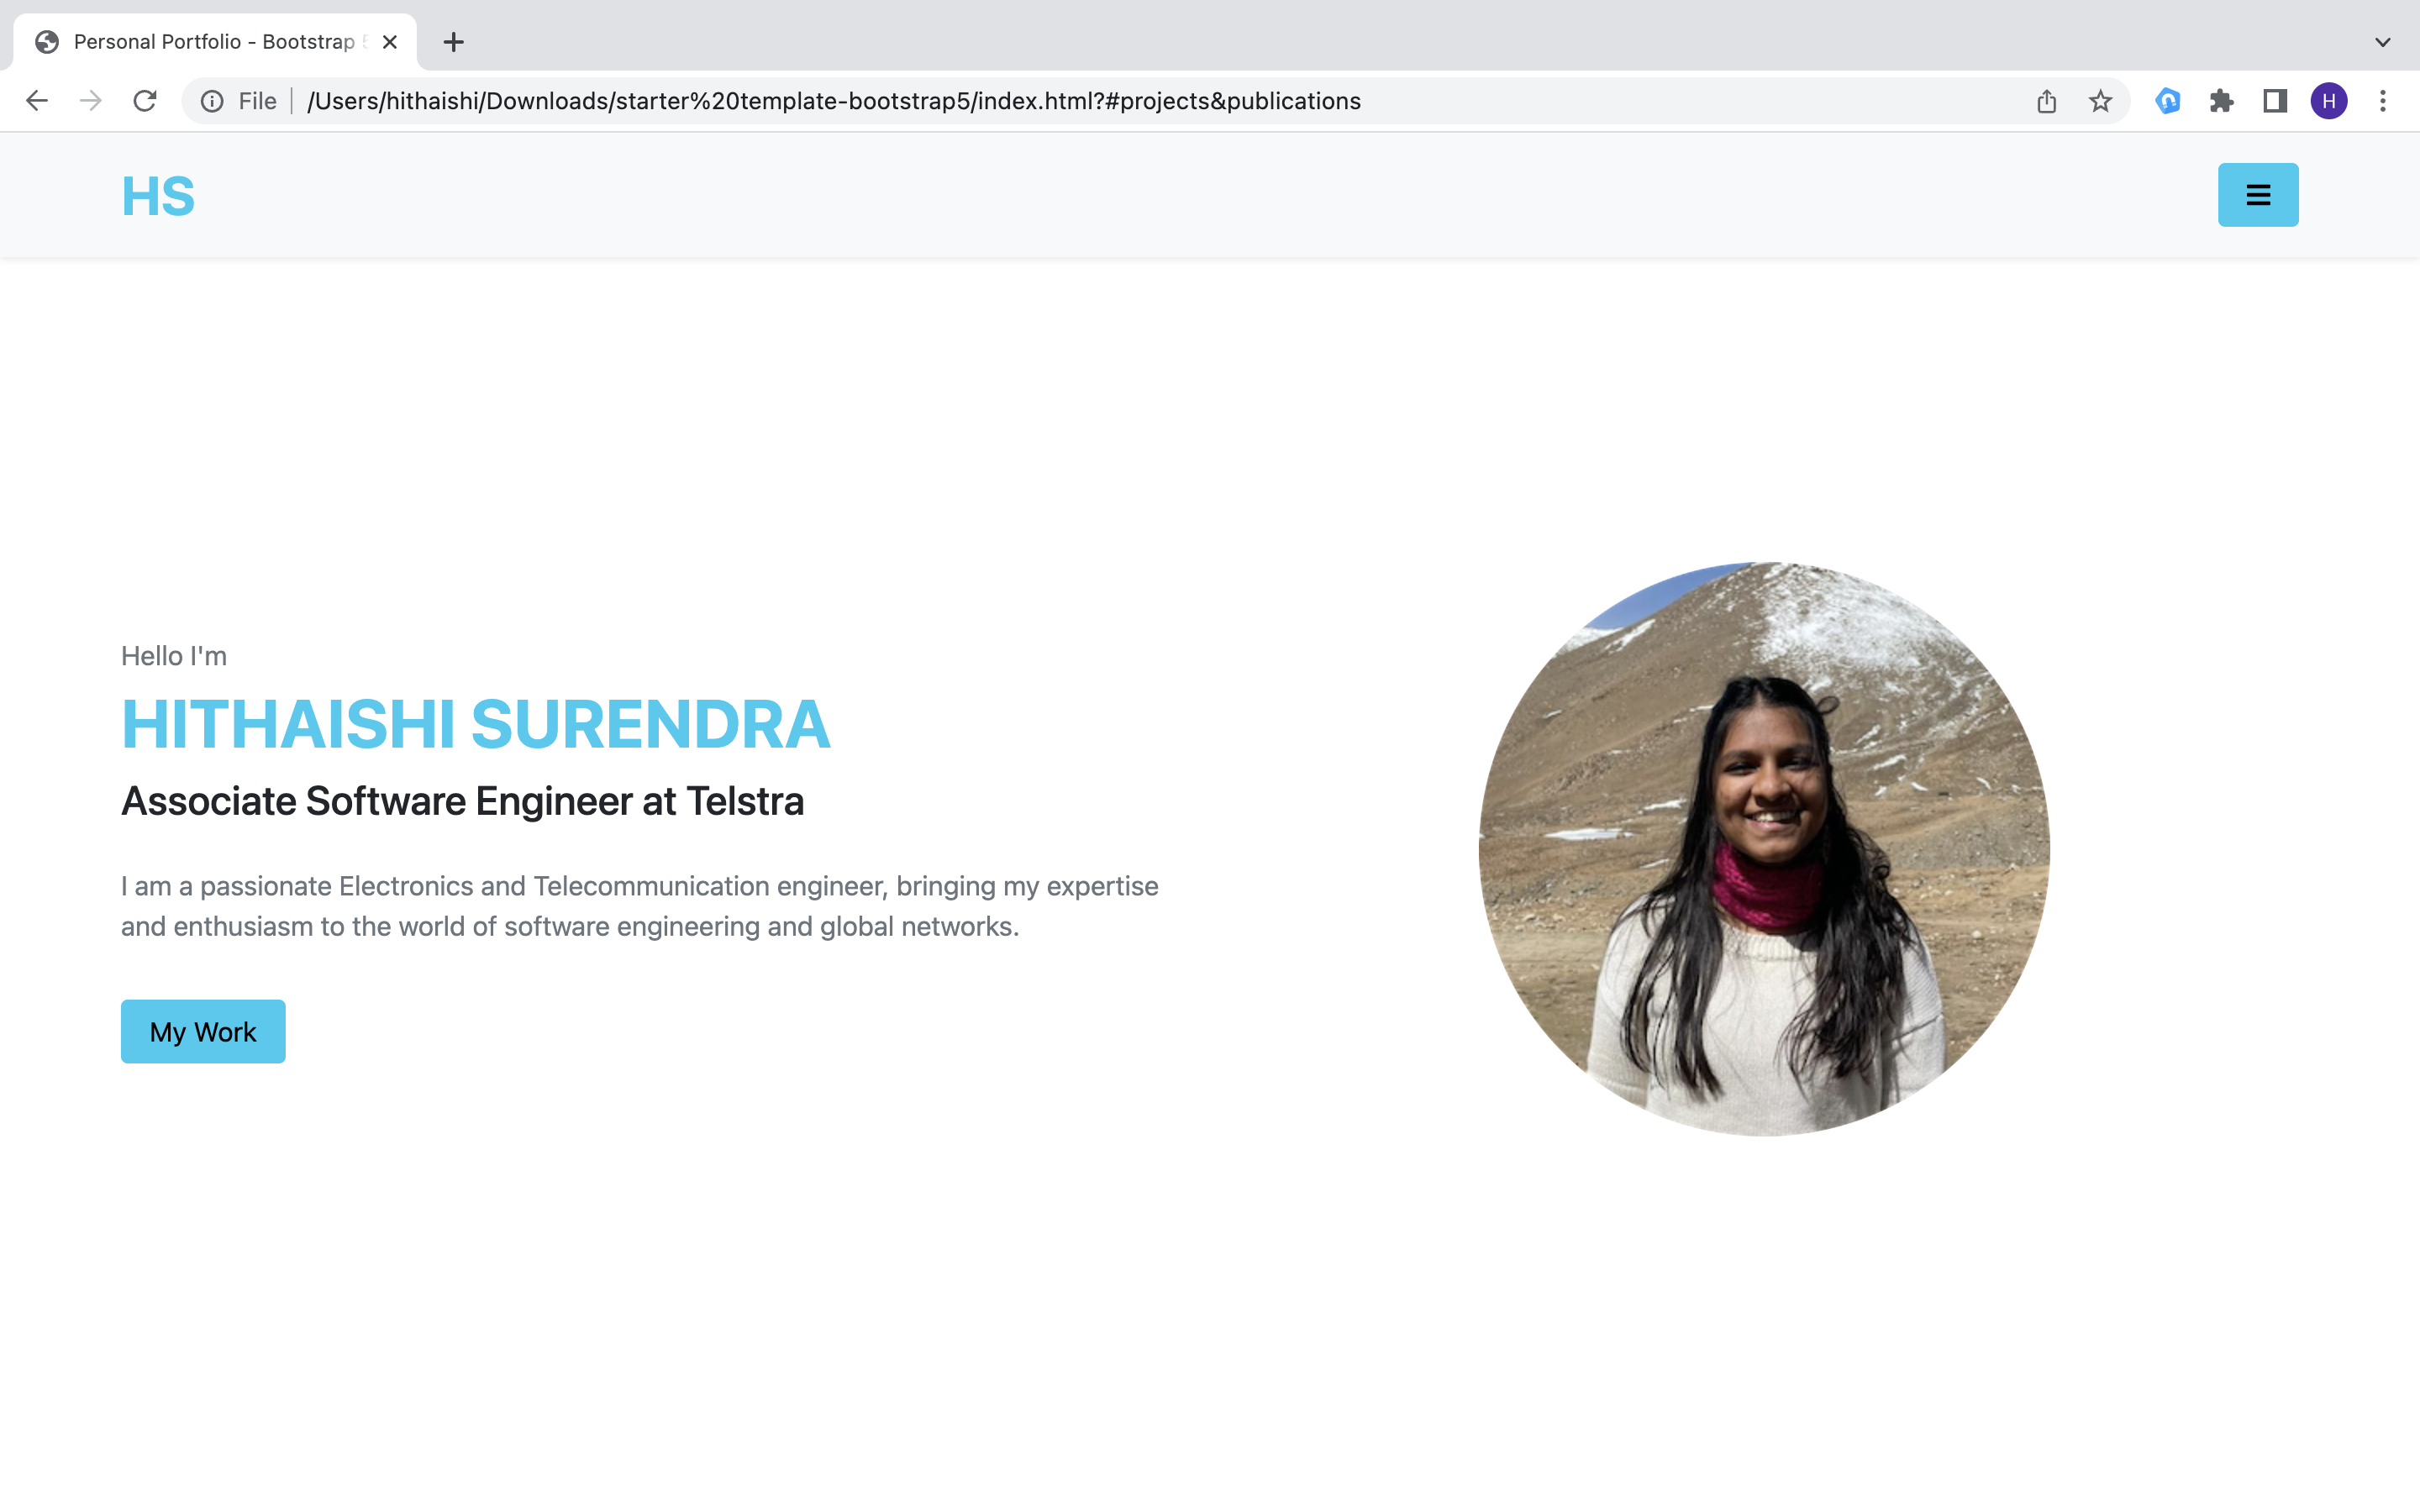 Personal Portfolio - Bootstrap 5
File
/Users/hithaishi/Downloads/starter%20template-bootstrap5/index.html?#projects&publications
H
HS
Hello I'm
HITHAISHI SURENDRA
Associate Software Engineer at Telstra
I am a passionate Electronics and Telecommunication engineer, bringing my expertise
and enthusiasm to the world of software engineering and global networks.
My Work